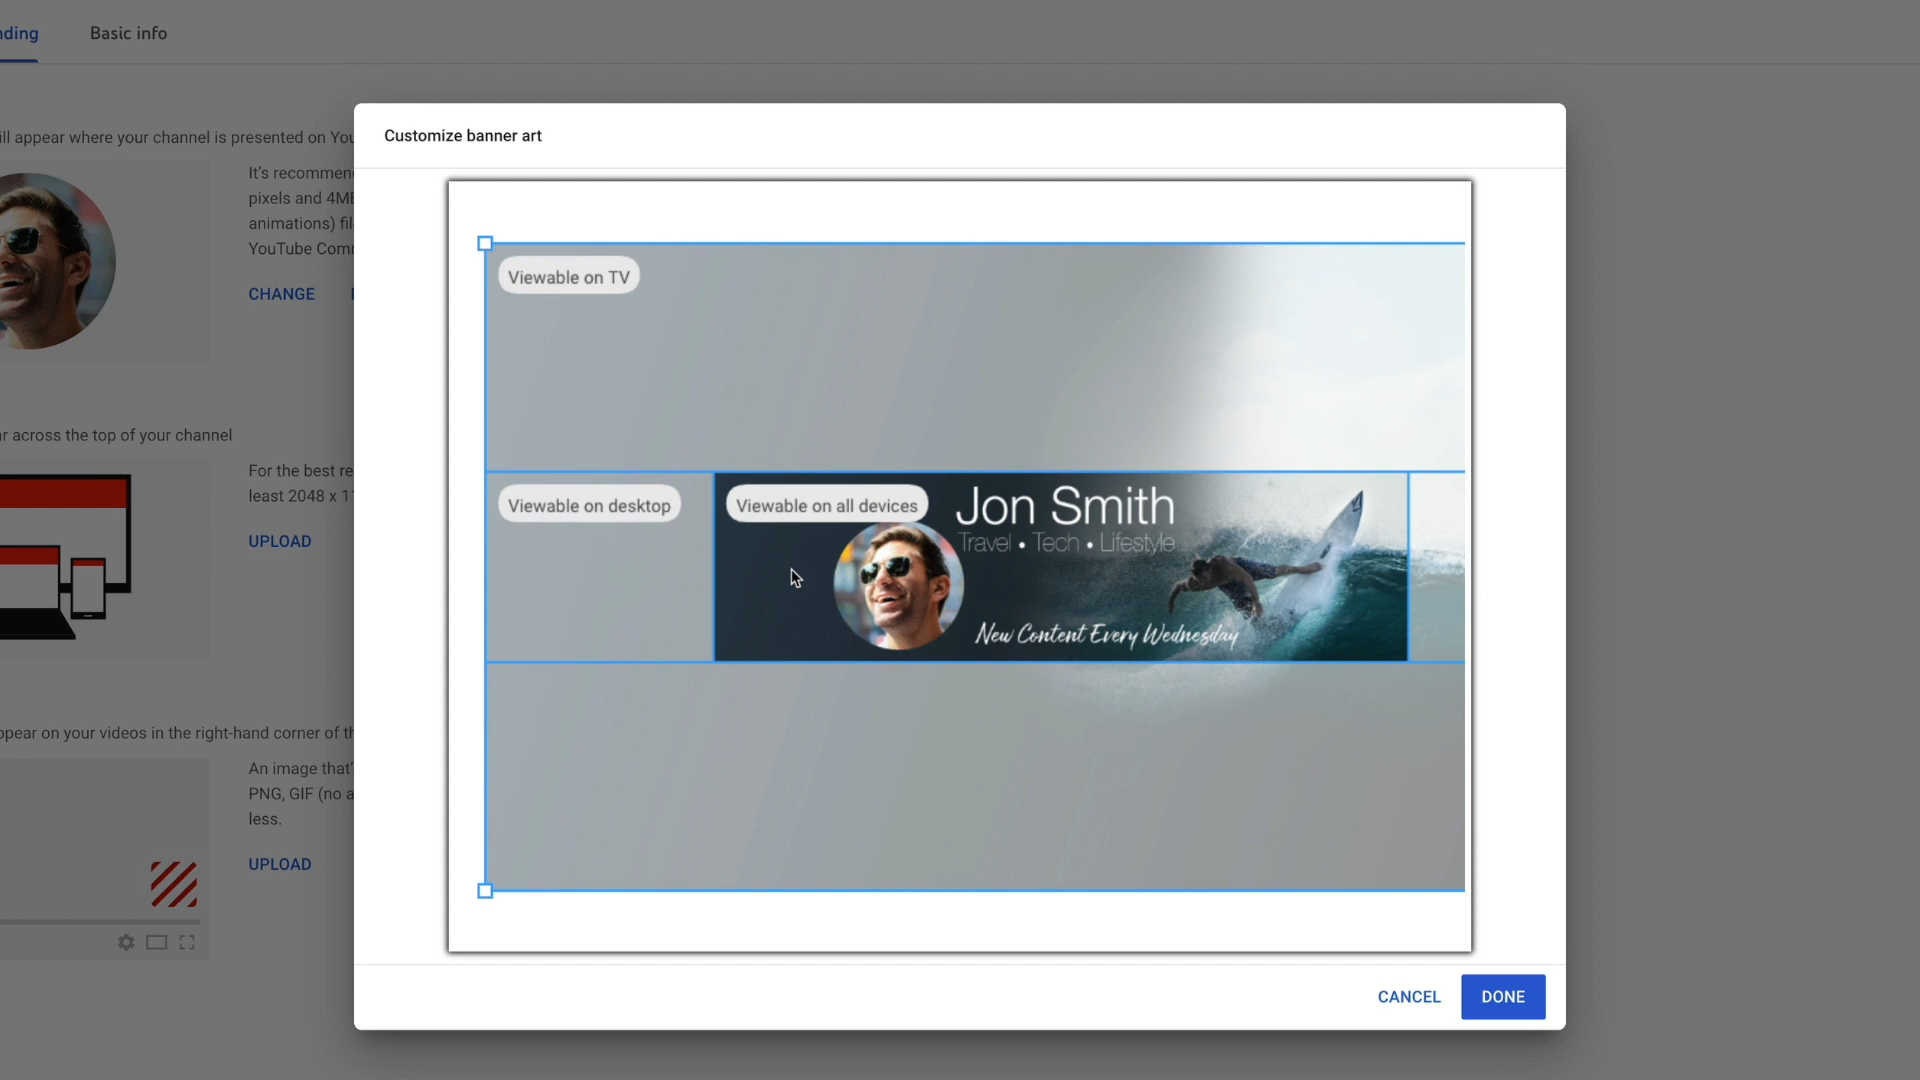 Basic info
Customize banner art
ill appear where your channel is presented on You
It's recommen
pixels and 4ME
animations) fil
YouTube Com
CHANGE
Viewable on TV
r across the top of your channel
For the best re
least 2048 x 1
UPLOAD
Viewable on desktop
Viewable on all devices
Jon Smith
Travel • Tech • Lifestyle
New Content Every Wednesday
ppear on your videos in the right-hand corner of th
An image that'
PNG, GIF (no a
less.
UPLOAD
CANCEL
DONE